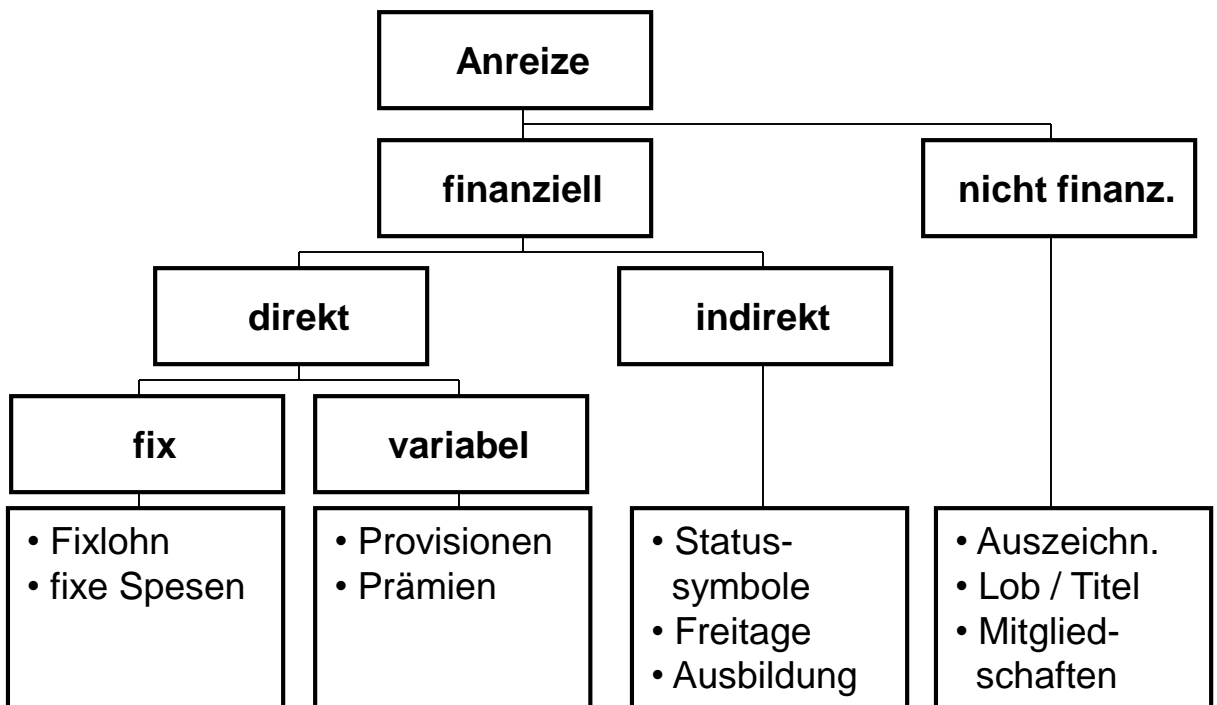 Anreize
finanziell
nicht finanz.
direkt
indirekt
fix
variabel
• Fixlohn
• fixe Spesen
• Provisionen
• Prämien
• Status-
symbole
• Freitage
• Ausbildung
• Auszeichn.
• Lob / Titel
• Mitglied-
schaften